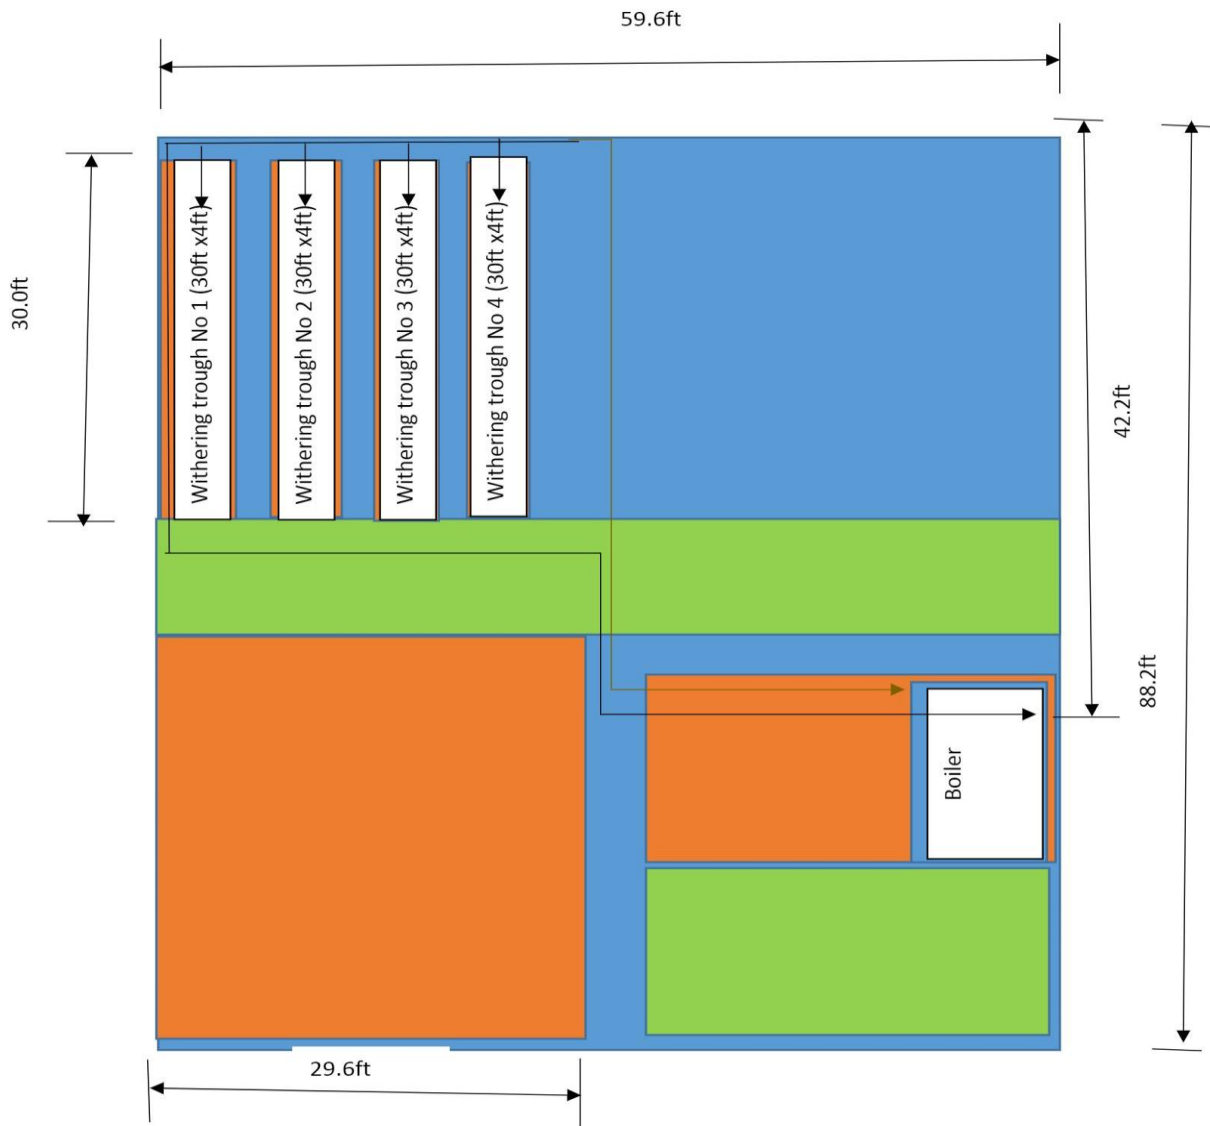 59.6ft
30.0ft
Withering trough No 1 (30ft x4ft)
Withering trough No 2 (30ft x4ft)
Withering trough No 3 (30ft x4ft)
Withering trough No 4 (30ft x4ft)
42.2ft
88.2ft
Boiler
29.6ft